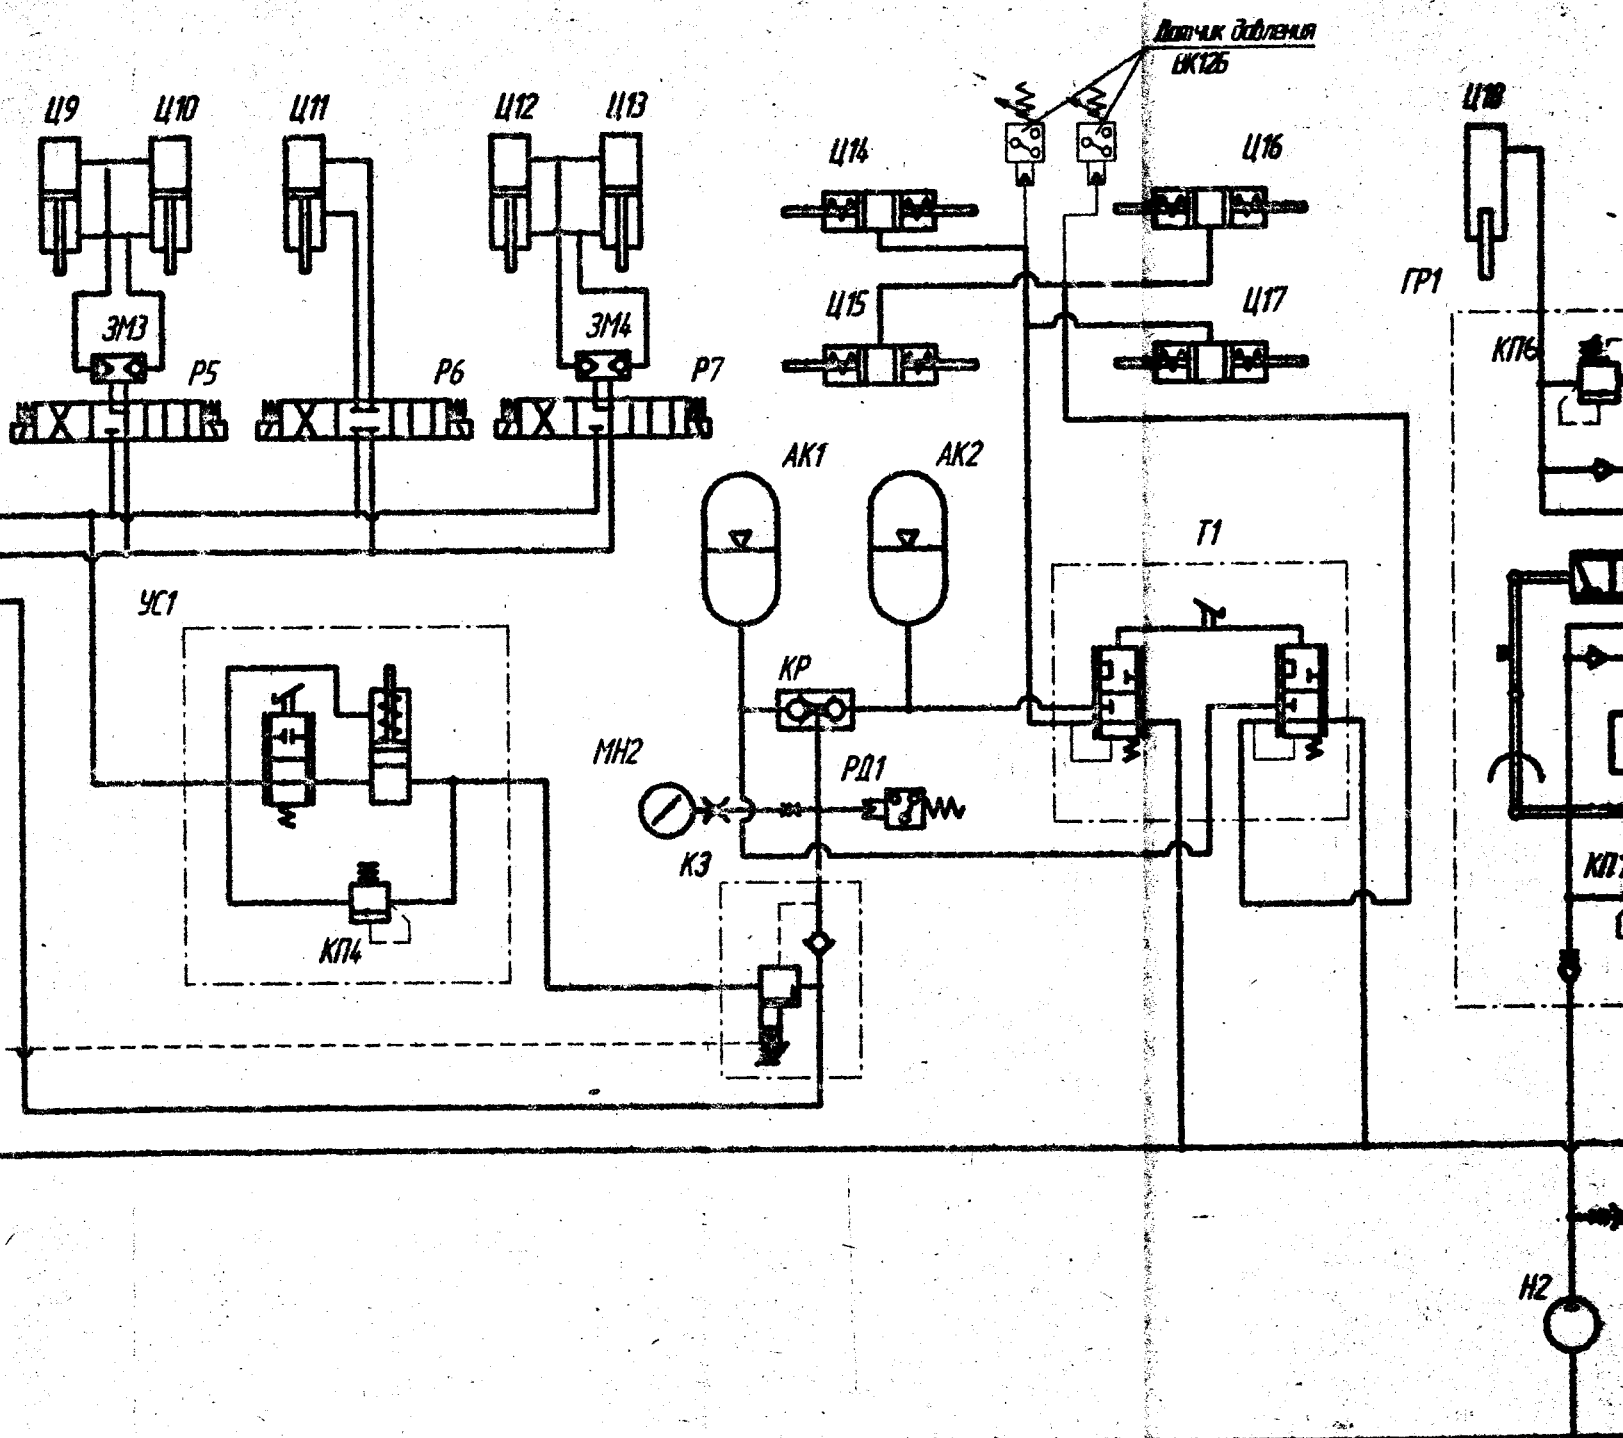 Датчик давления
ВК12Б
Ц9
Ц10
Ц11
Ц12
Ц13
Ц14
Ц16
Ц18
ЗМ3
Р5
Р6
ЗМ4
Р7
Ц15
Ц17
ГР1
КП6
АК1
АК2
Т1
УС1
КР
МН2
РД1
КЗ
КП4
Н2